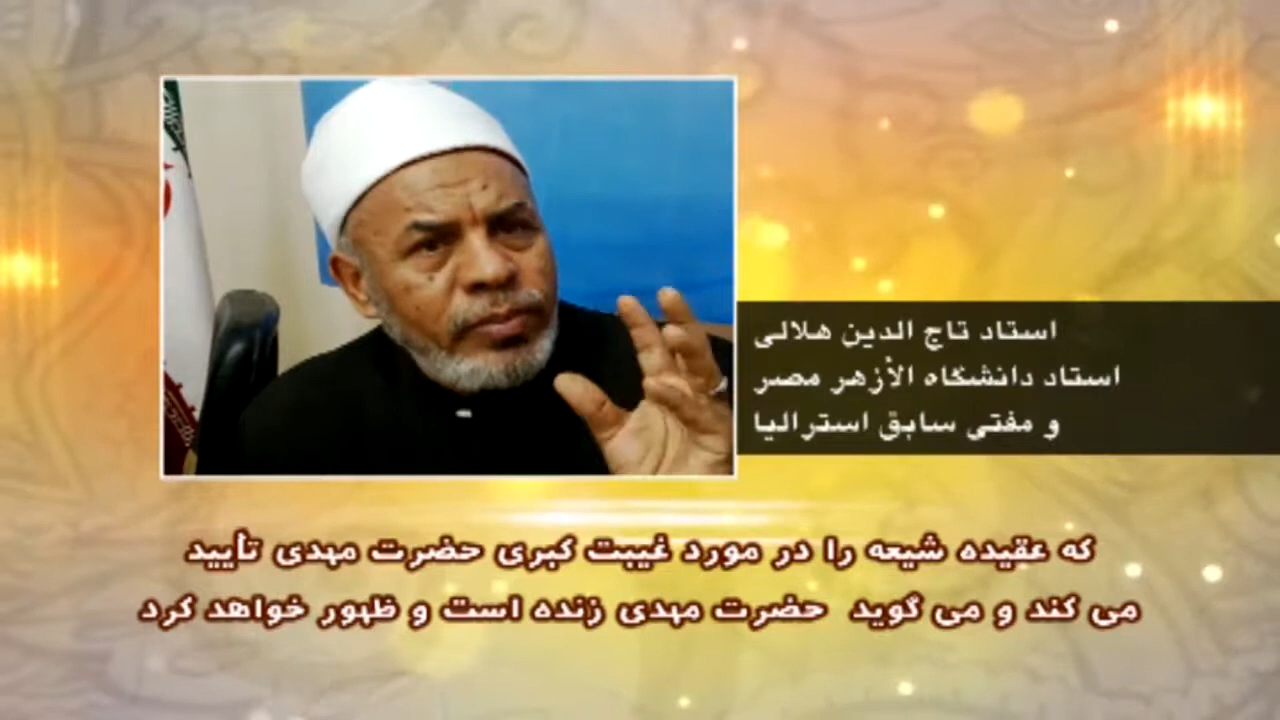 استاد تاج الدین هلالی
استاد دانشگاه الأزهر مصر
و مفتی سابق استرالیا
که عقیده شیعه را در مورد غیبت کبری حضرت مهدی تأیید
می کند و می گوید حضرت مهدی زنده است و ظهور خواهد کرد